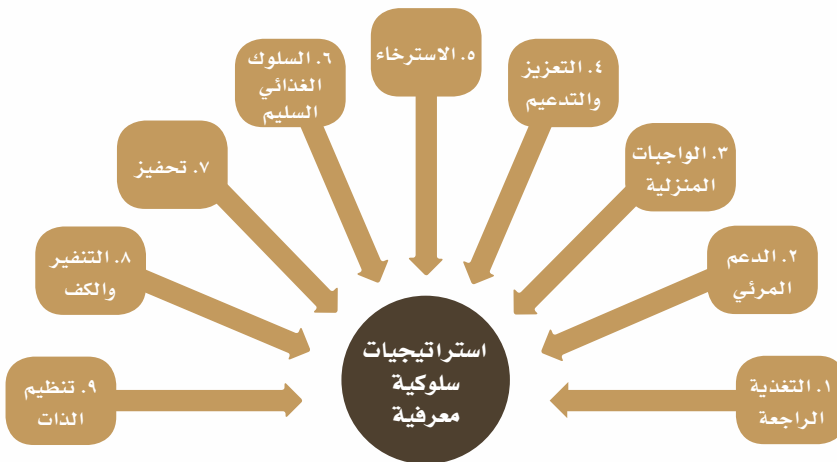 ١. التغذية
الراجعة
٢. الدعم
المرئي
٣. الواجبات
المنزلية
٤. التعزيز
والتدعيم
٥. الاسترخاء
٦. السلوك
الغذائي
السليم
٧. تحفيز
٨. التنفير
والكف
٩. تنظيم
الذات
استراتيجيات
سلوكية
معرفية